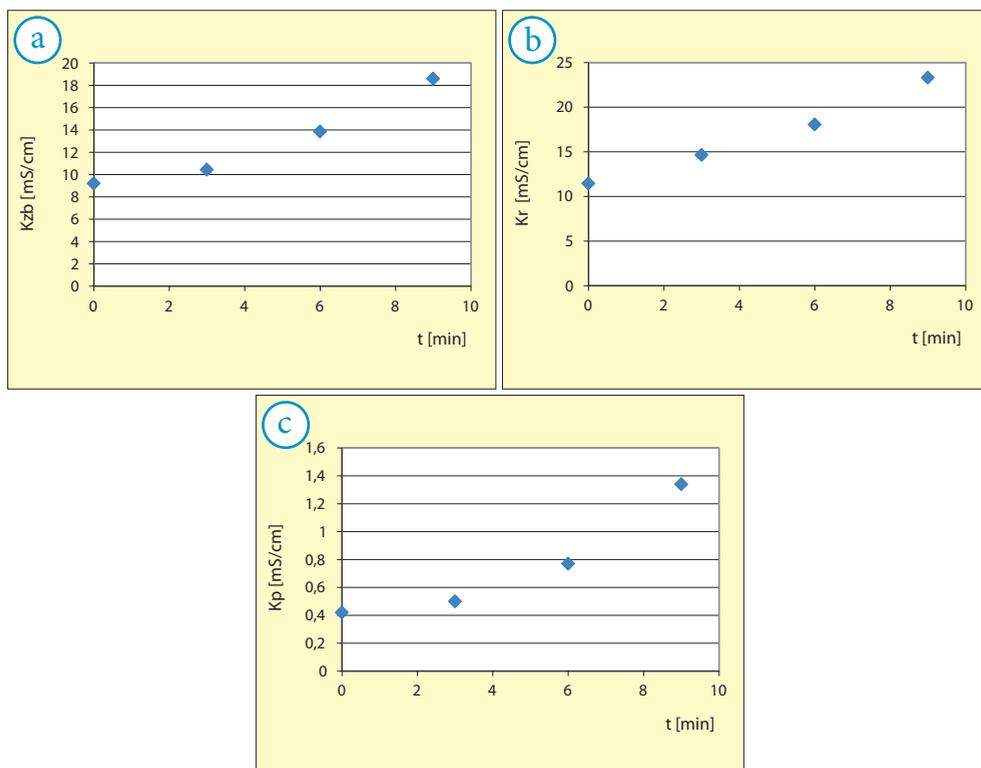 a
20
18
16
14
12
10
8
6
4
2
0
Kzb [mS/cm]
0 2 4 6 8 10
t [min]
b
25
20
15
10
5
0
Kr [mS/cm]
0 2 4 6 8 10
t [min]
c
1,6
1,4
1,2
1
0,8
0,6
0,4
0,2
0
Kp [mS/cm]
0 2 4 6 8 10
t [min]